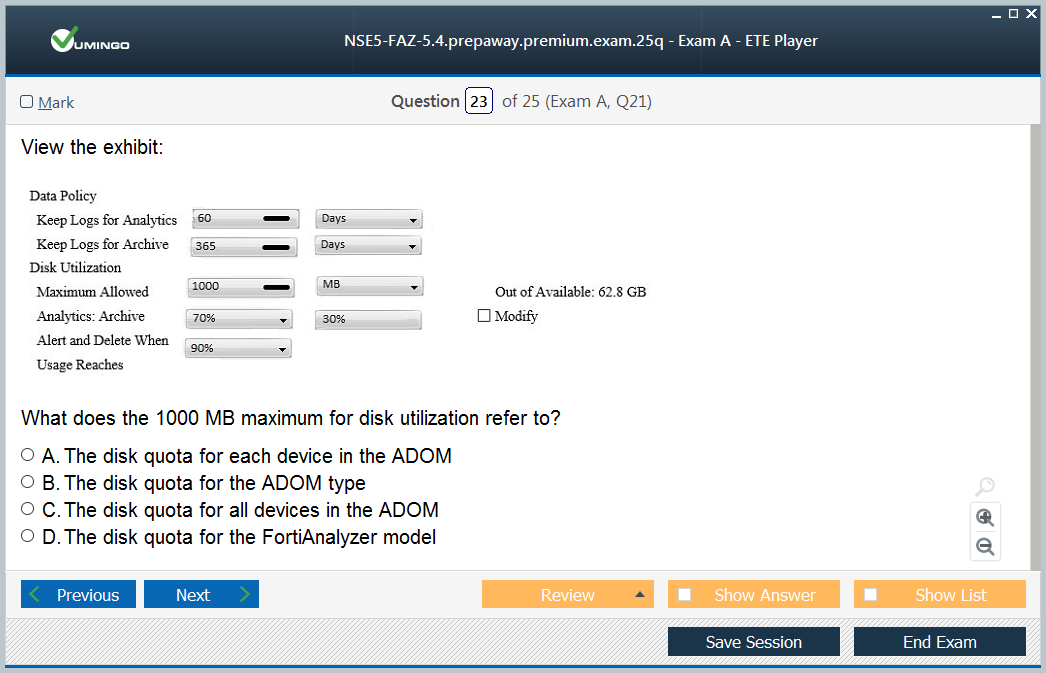 VUMINGO
NSE5-FAZ-5.4.prepaway.premium.exam.25q - Exam A - ETE Player
Mark
Question 23 of 25 (Exam A, Q21)
View the exhibit:
Data Policy
Keep Logs for Analytics 60 Days
Keep Logs for Archive 365 Days
Disk Utilization
Maximum Allowed 1000 MB Out of Available: 62.8 GB
Analytics: Archive 70% 30% Modify
Alert and Delete When 90%
Usage Reaches
What does the 1000 MB maximum for disk utilization refer to?
A. The disk quota for each device in the ADOM
B. The disk quota for the ADOM type
C. The disk quota for all devices in the ADOM
D. The disk quota for the FortiAnalyzer model
Previous Next Review Show Answer Show List
Save Session End Exam